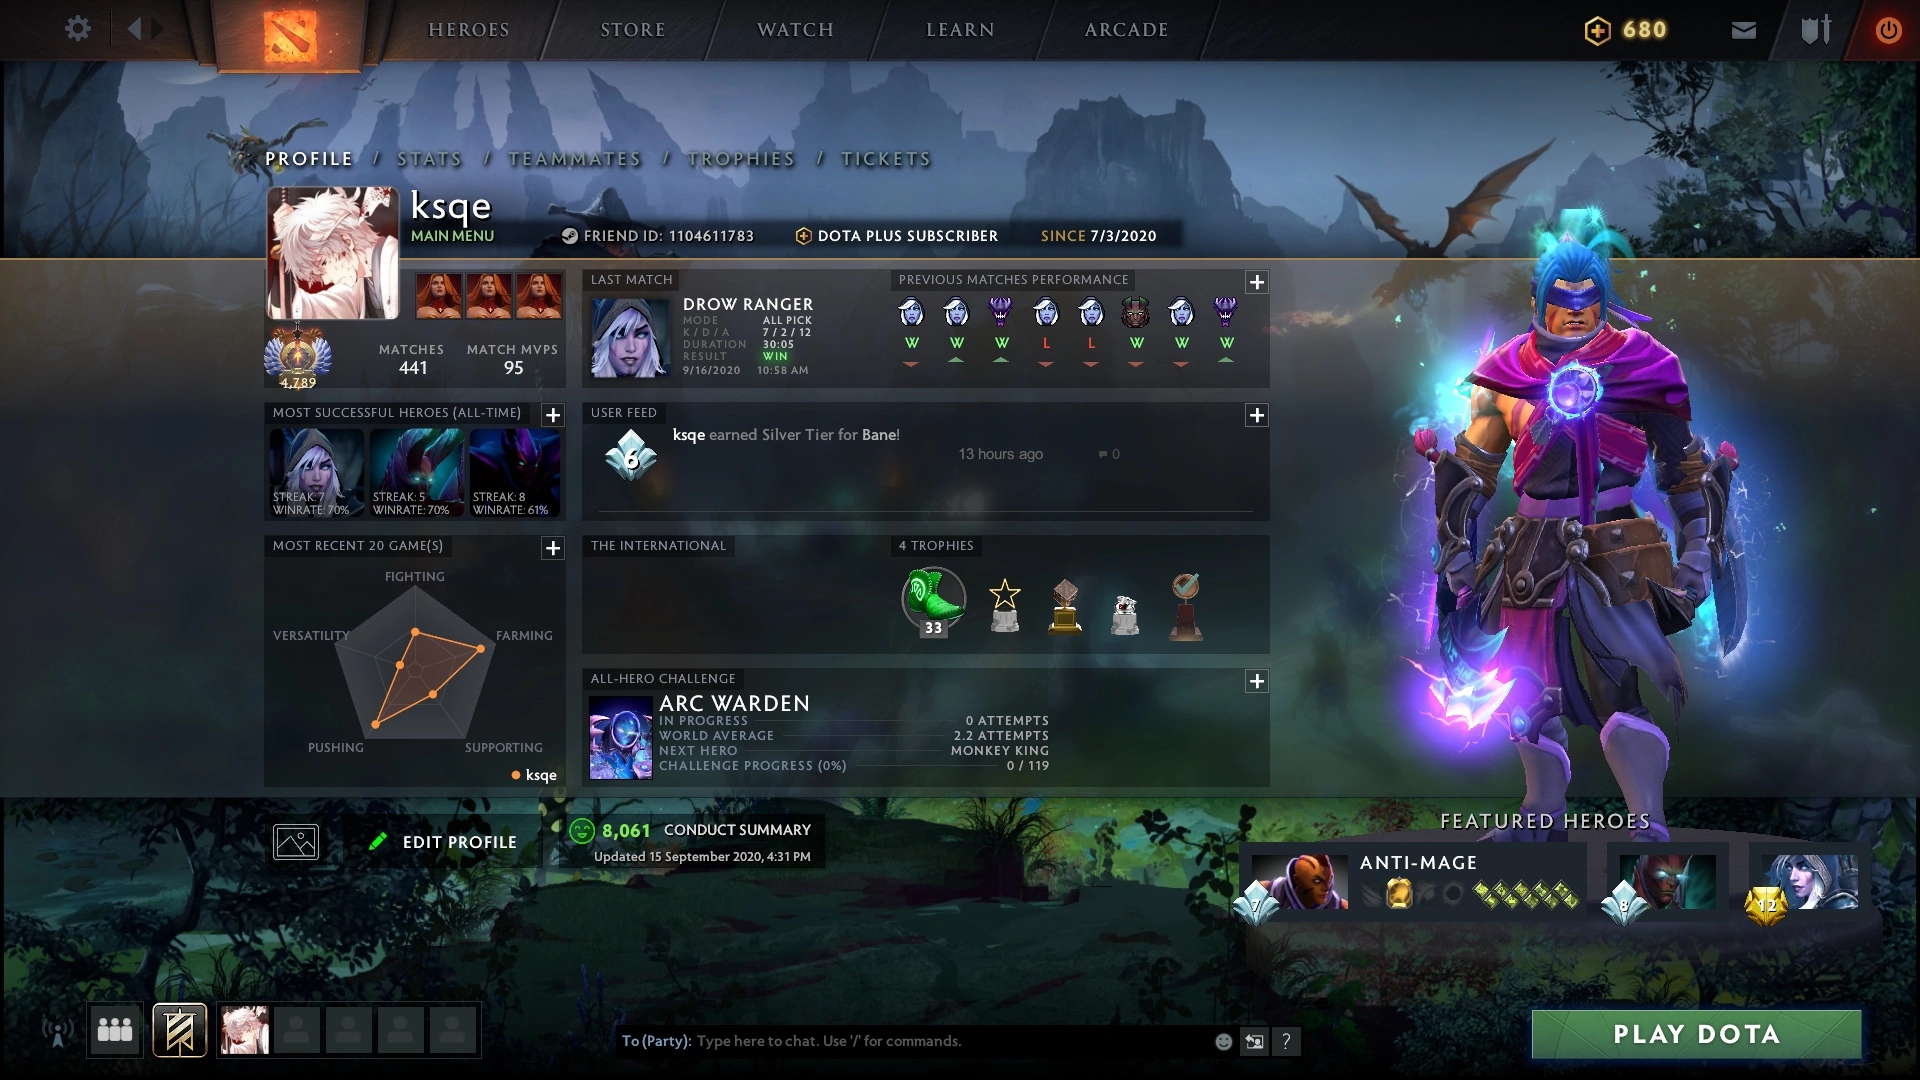 HEROES
STORE
WATCH
LEARN
ARCADE
680
PROFILE / STATS / TEAMMATES / TROPHIES / TICKETS
ksqe
MAIN MENU
FRIEND ID: 1104611783
DOTA PLUS SUBSCRIBER
SINCE 7/3/2020
4,789
MATCHES
441
MATCH MVPS
95
LAST MATCH
DROW RANGER
MODE ALL PICK
K / D / A 7 / 2 / 12
DURATION 30:05
RESULT WIN
9/16/2020 10:58 AM
PREVIOUS MATCHES PERFORMANCE
W W W L L W W W
MOST SUCCESSFUL HEROES (ALL-TIME)
STREAK: 7
WINRATE: 70%
STREAK: 5
WINRATE: 70%
STREAK: 8
WINRATE: 61%
USER FEED
6
ksqe earned Silver Tier for Bane!
13 hours ago
0
MOST RECENT 20 GAME(S)
FIGHTING
VERSATILITY
FARMING
PUSHING
SUPPORTING
ksqe
THE INTERNATIONAL
4 TROPHIES
33
ALL-HERO CHALLENGE
ARC WARDEN
IN PROGRESS 0 ATTEMPTS
WORLD AVERAGE 2.2 ATTEMPTS
NEXT HERO MONKEY KING
CHALLENGE PROGRESS (0%) 0 / 119
EDIT PROFILE
8,061 CONDUCT SUMMARY
Updated 15 September 2020, 4:31 PM
FEATURED HEROES
ANTI-MAGE
7
8
12
To (Party): Type here to chat. Use '/' for commands.
?
PLAY DOTA